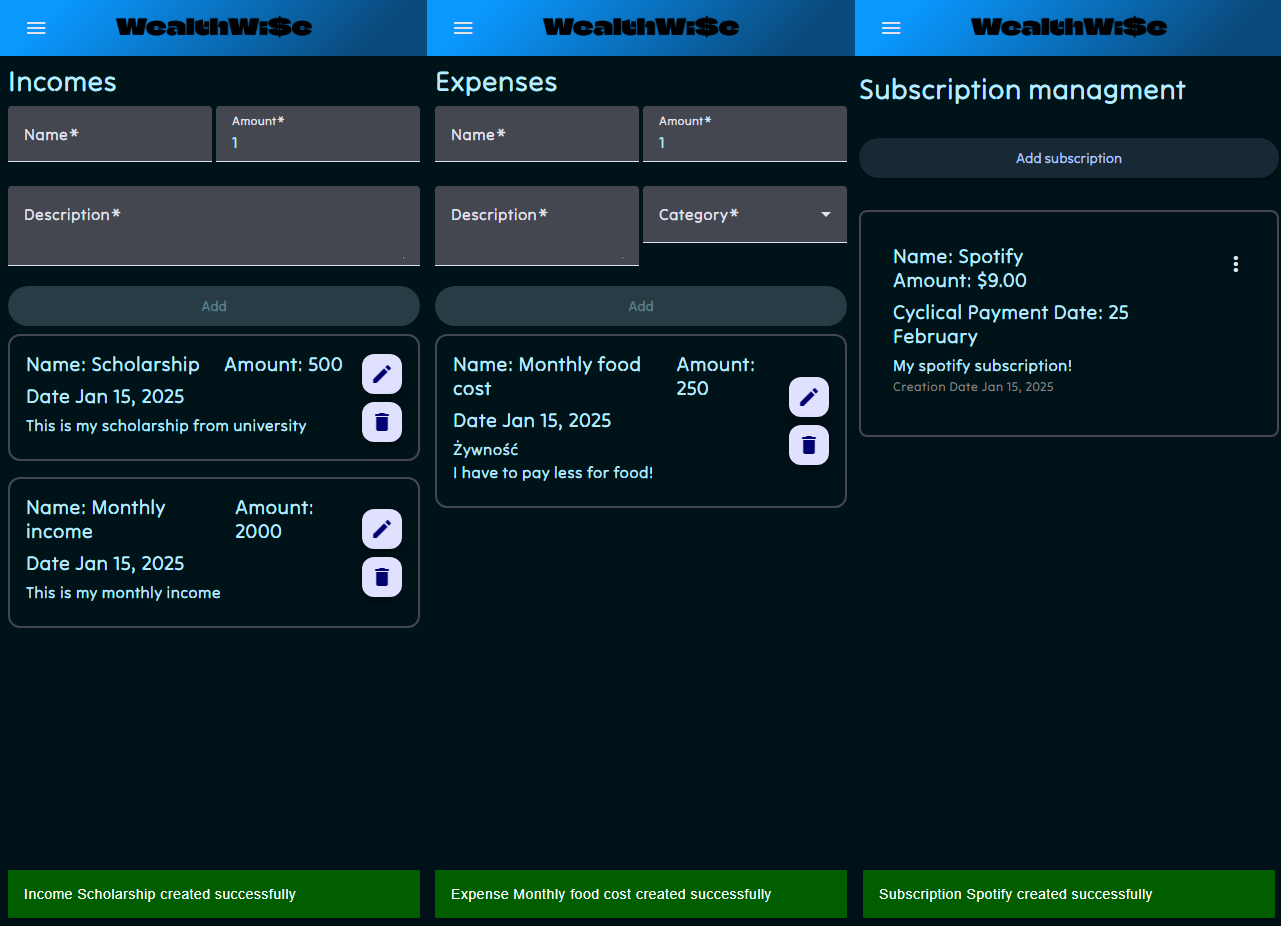 WealthWi$e
Incomes
Name*
Amount*
1
Description*
Add
Name: Scholarship
Amount: 500
Date Jan 15, 2025
This is my scholarship from university
Name: Monthly
income
Amount:
2000
Date Jan 15, 2025
This is my monthly income
Income Scholarship created successfully
WealthWi$e
Expenses
Name*
Amount*
1
Description*
Category*
Add
Name: Monthly food
cost
Amount:
250
Date Jan 15, 2025
Żywność
I have to pay less for food!
Expense Monthly food cost created successfully
WealthWi$e
Subscription managment
Add subscription
Name: Spotify
Amount: $9.00
Cyclical Payment Date: 25
February
My spotify subscription!
Creation Date Jan 15, 2025
Subscription Spotify created successfully